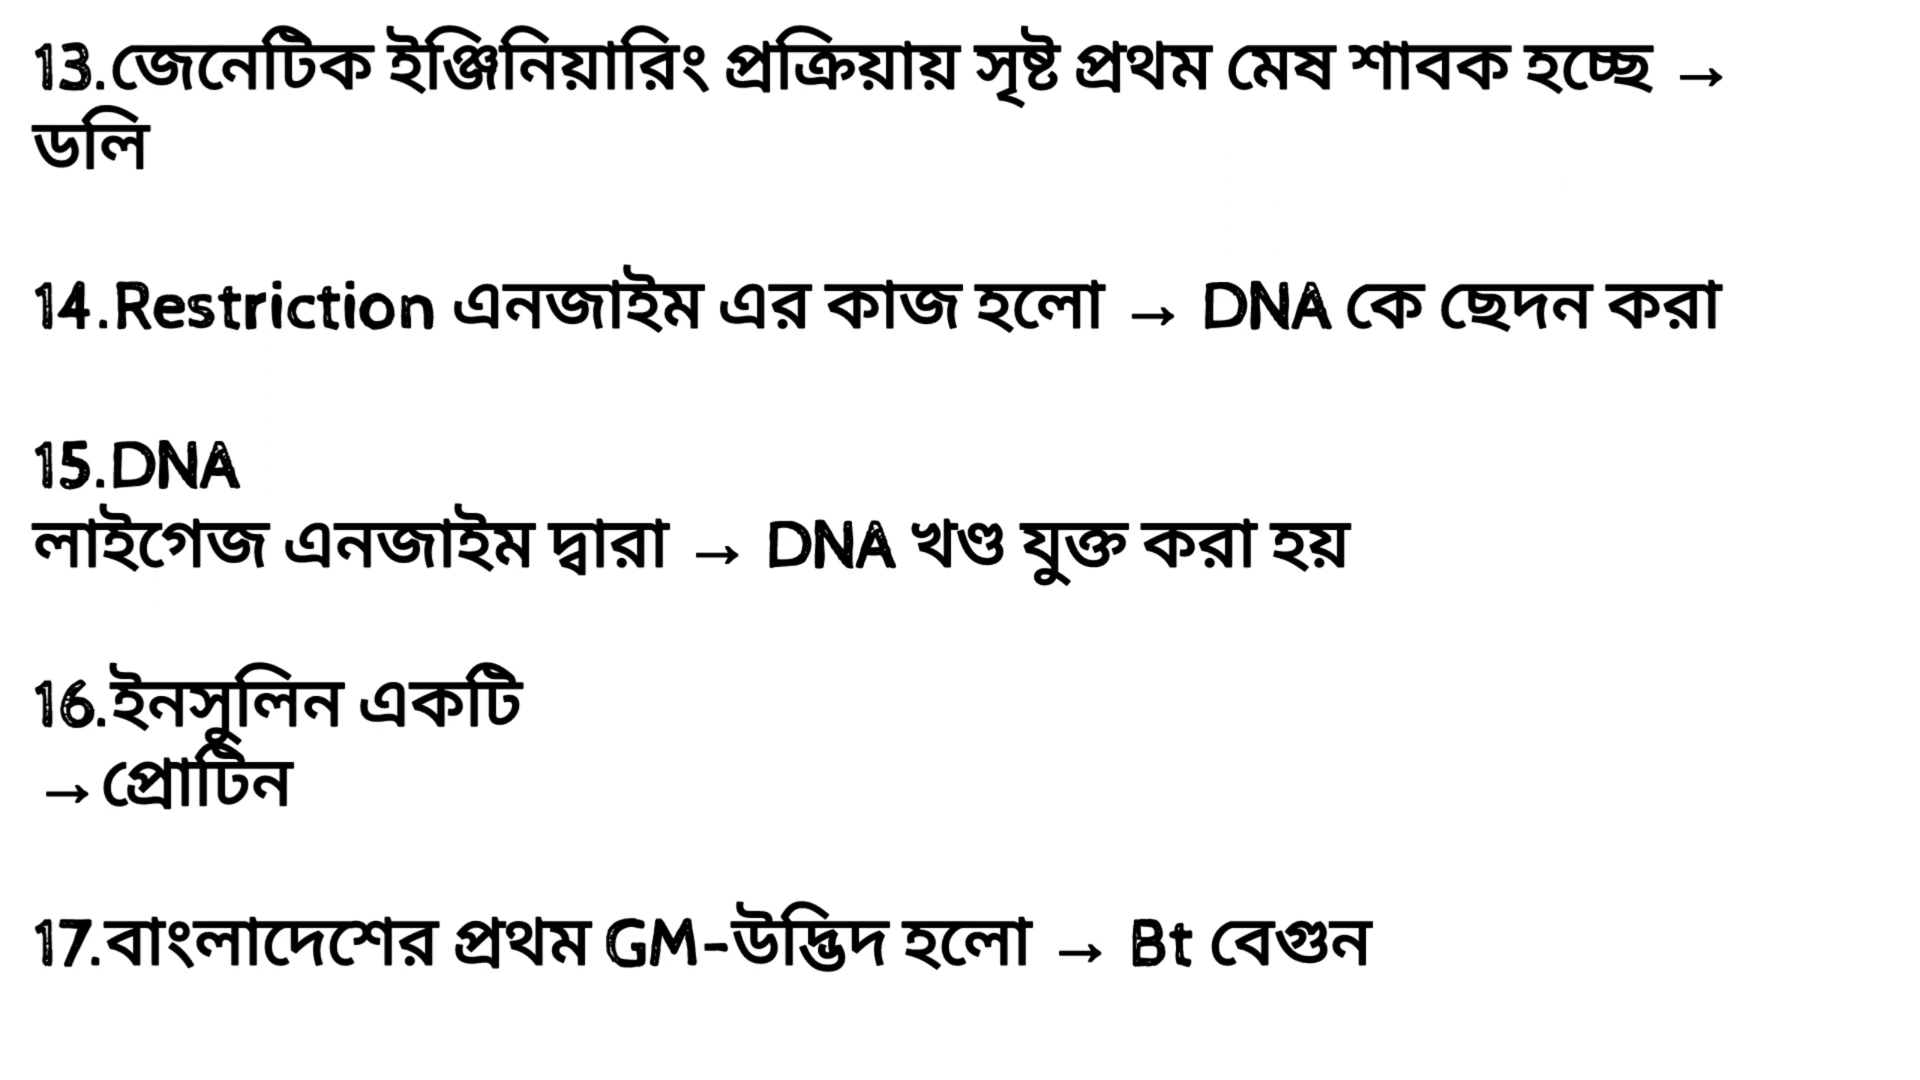 13.জেনেটিক ইঞ্জিনিয়ারিং প্রক্রিয়ায় সৃষ্ট প্রথম মেষ শাবক হচ্ছে →
ডলি
14.Restriction এনজাইম এর কাজ হলো → DNA কে ছেদন করা
15.DNA
লাইগেজ এনজাইম দ্বারা → DNA খণ্ড যুক্ত করা হয়
16.ইনসুলিন একটি
→প্রোটিন
17.বাংলাদেশের প্রথম GM-উদ্ভিদ হলো → Bt বেগুন